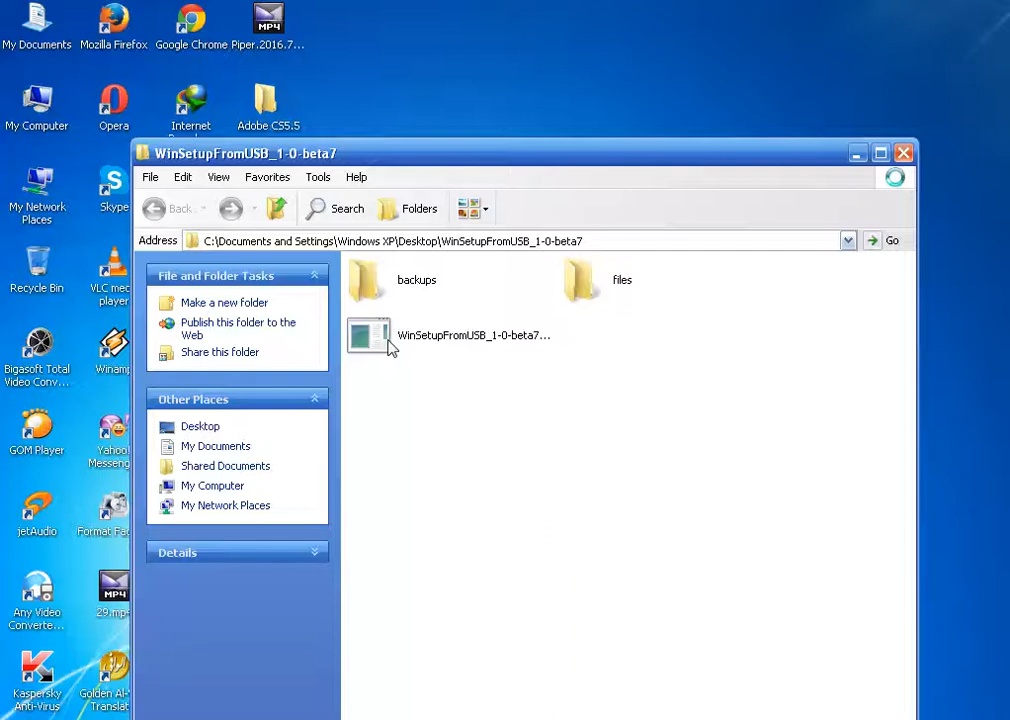 My Documents
Mozilla Firefox
Google Chrome
Piper.2016.7...
MP4
My Computer
Opera
Internet
Adobe CS5.5
My Network
Places
Skype
Recycle Bin
VLC med
player
Bigasoft Total
Video Conv...
Winamp
GOM Player
Yahoo!
Messeng
jetAudio
Format Fac
Any Video
Converte...
MP4
29.mp
Kaspersky
Anti-Virus
Golden Al-
Translat
WinSetupFromUSB_1-0-beta7
File Edit View Favorites Tools Help
Back Search Folders
Address C:\Documents and Settings\Windows XP\Desktop\WinSetupFromUSB_1-0-beta7 Go
File and Folder Tasks
Make a new folder
Publish this folder to the
Web
Share this folder
Other Places
Desktop
My Documents
Shared Documents
My Computer
My Network Places
Details
backups
files
WinSetupFromUSB_1-0-beta7...